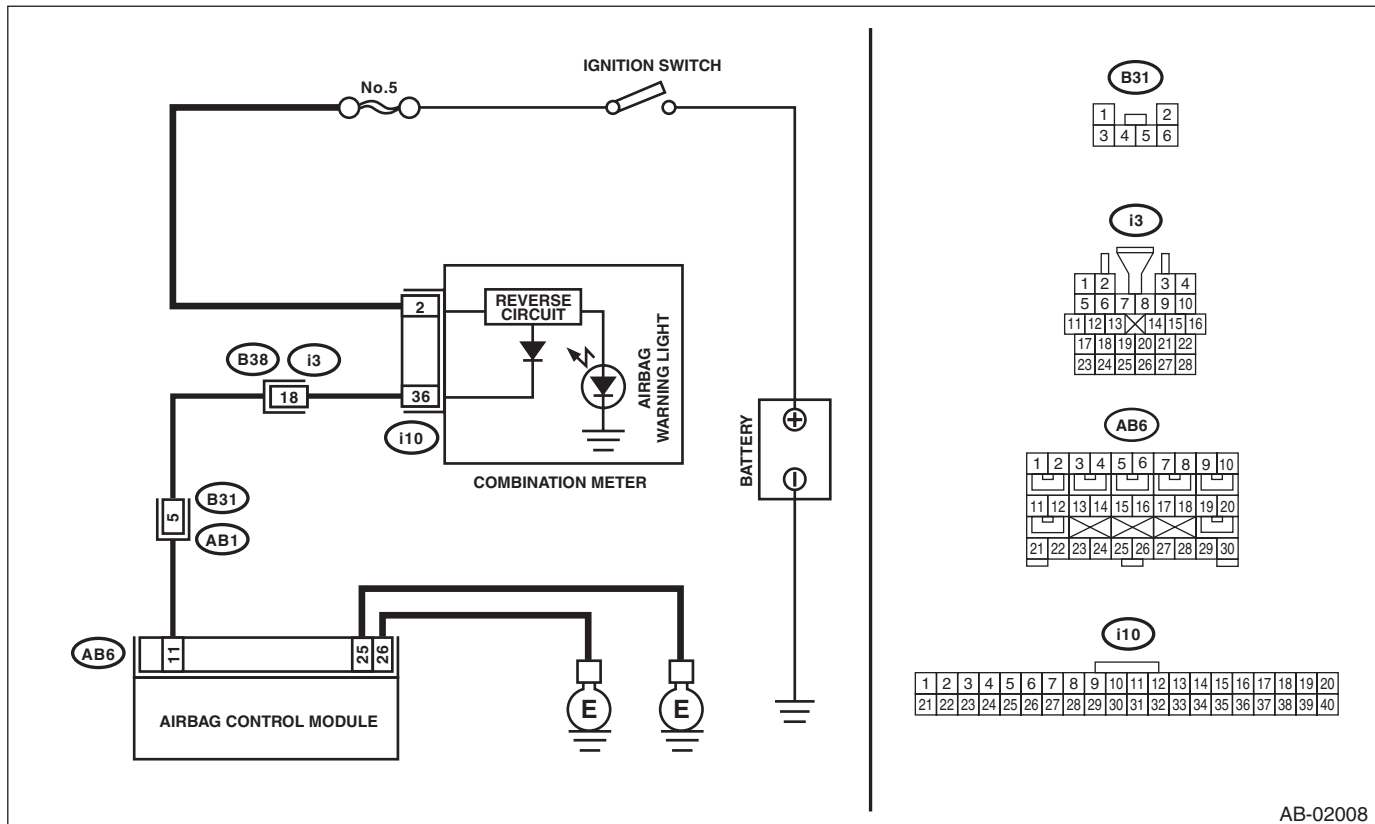 No.5
IGNITION SWITCH
2
REVERSE
CIRCUIT
AIRBAG
WARNING LIGHT
B38 i3
18
36
i10
COMBINATION METER
BATTERY
5
B31
AB1
AB6
11
25
26
AIRBAG CONTROL MODULE
E
E
B31
1 2
3 4 5 6
i3
1 2 3 4
5 6 7 8 9 10
11 12 13 14 15 16
17 18 19 20 21 22
23 24 25 26 27 28
AB6
1 2 3 4 5 6 7 8 9 10
11 12 13 14 15 16 17 18 19 20
21 22 23 24 25 26 27 28 29 30
i10
1 2 3 4 5 6 7 8 9 10 11 12 13 14 15 16 17 18 19 20
21 22 23 24 25 26 27 28 29 30 31 32 33 34 35 36 37 38 39 40
AB-02008